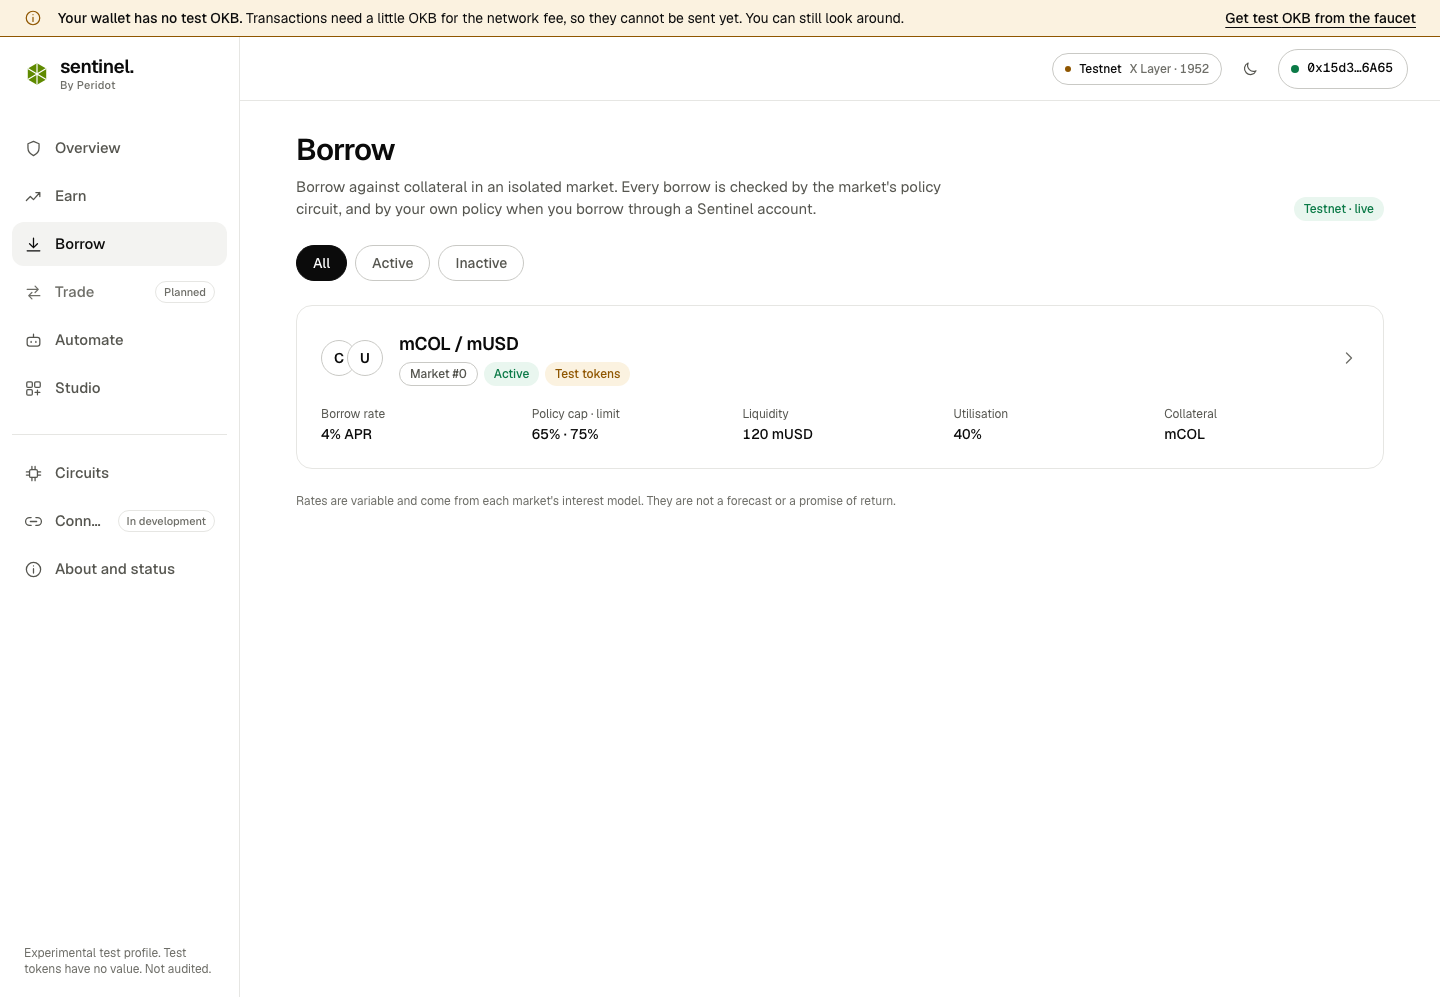 Your wallet has no test OKB. Transactions need a little OKB for the network fee, so they cannot be sent yet. You can still look around.
Get test OKB from the faucet
sentinel.
By Peridot
Testnet X Layer · 1952
0x15d3…6A65
Overview
Earn
Borrow
Trade
Planned
Automate
Studio
Circuits
Conn...
In development
About and status
Experimental test profile. Test
tokens have no value. Not audited.
Borrow
Borrow against collateral in an isolated market. Every borrow is checked by the market's policy
circuit, and by your own policy when you borrow through a Sentinel account.
Testnet · live
All
Active
Inactive
C
U
mCOL / mUSD
Market #0
Active
Test tokens
Borrow rate
4% APR
Policy cap · limit
65% · 75%
Liquidity
120 mUSD
Utilisation
40%
Collateral
mCOL
Rates are variable and come from each market's interest model. They are not a forecast or a promise of return.